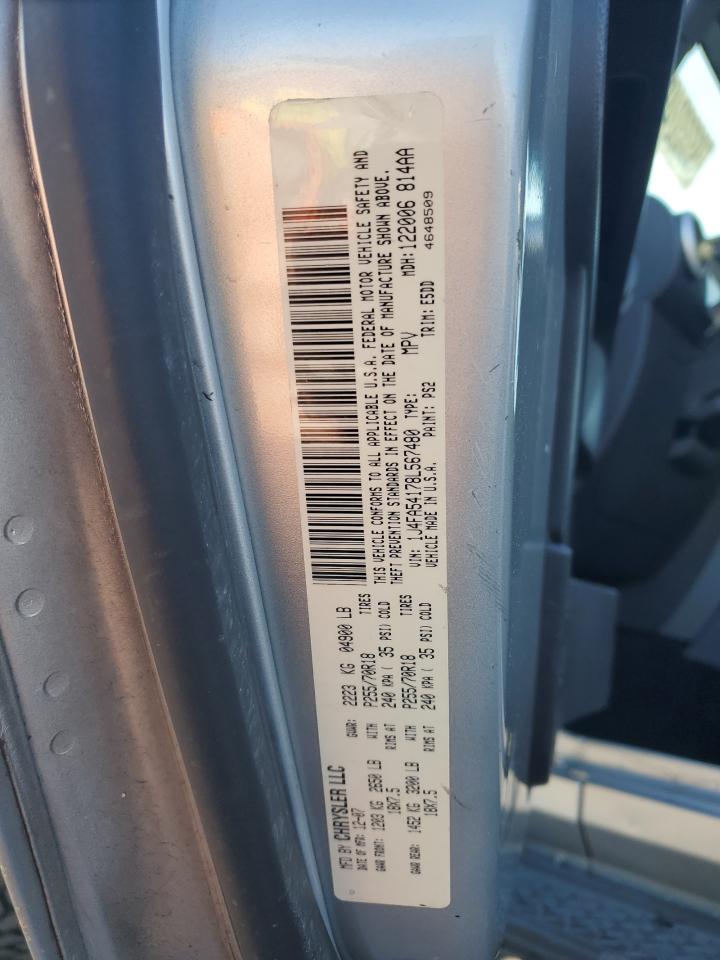 MFD BY CHRYSLER LLC
DATE OF MFR: 12-07 GVWR: 2223 KG 04900 LB
GAWR FRONT: 1203 KG 2650 LB WITH P255/70R18 TIRES
18X7.5 RIMS AT 240 KPA ( 35 PSI) COLD
GAWR REAR: 1452 KG 3200 LB WITH P255/70R18 TIRES
18X7.5 RIMS AT 240 KPA ( 35 PSI) COLD
THIS VEHICLE CONFORMS TO ALL APPLICABLE U.S.A. FEDERAL MOTOR VEHICLE SAFETY AND
THEFT PREVENTION STANDARDS IN EFFECT ON THE DATE OF MANUFACTURE SHOWN ABOVE.
VIN: 1J4FA54178L567480 TYPE: MPV MDH: 122006 814AA
VEHICLE MADE IN U.S.A. PAINT: PS2 TRIM: E5DD 4648509